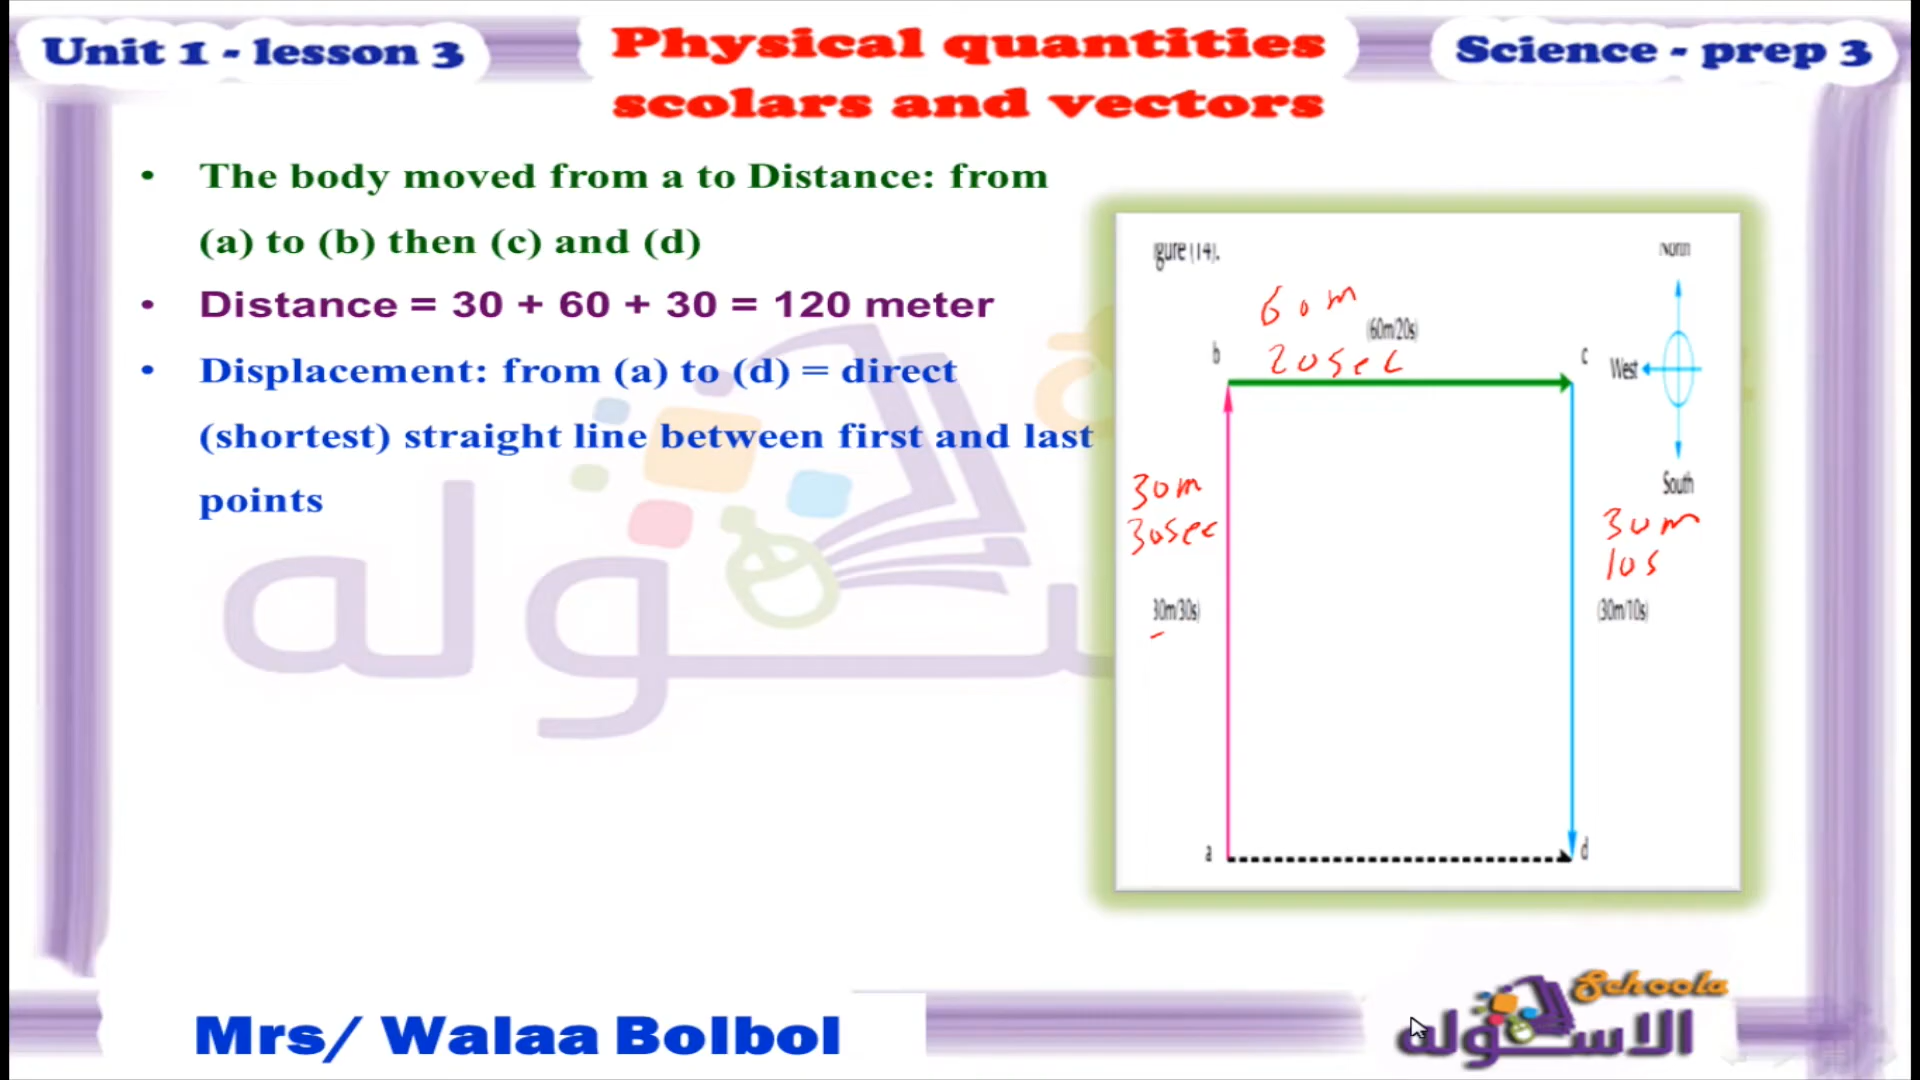 Unit 1 - lesson 3
Physical quantities
scolars and vectors
Science - prep 3
• The body moved from a to Distance: from
(a) to (b) then (c) and (d)
• Distance = 30 + 60 + 30 = 120 meter
• Displacement: from (a) to (d) = direct
(shortest) straight line between first and last
points
igure (14).
North
60m
(60m/20s)
b
20sec
c
West
South
30m
30sec
30m
10s
30m/30s)
(30m/10s)
a
d
Mrs/ Walaa Bolbol
Schoola
الاسكوله